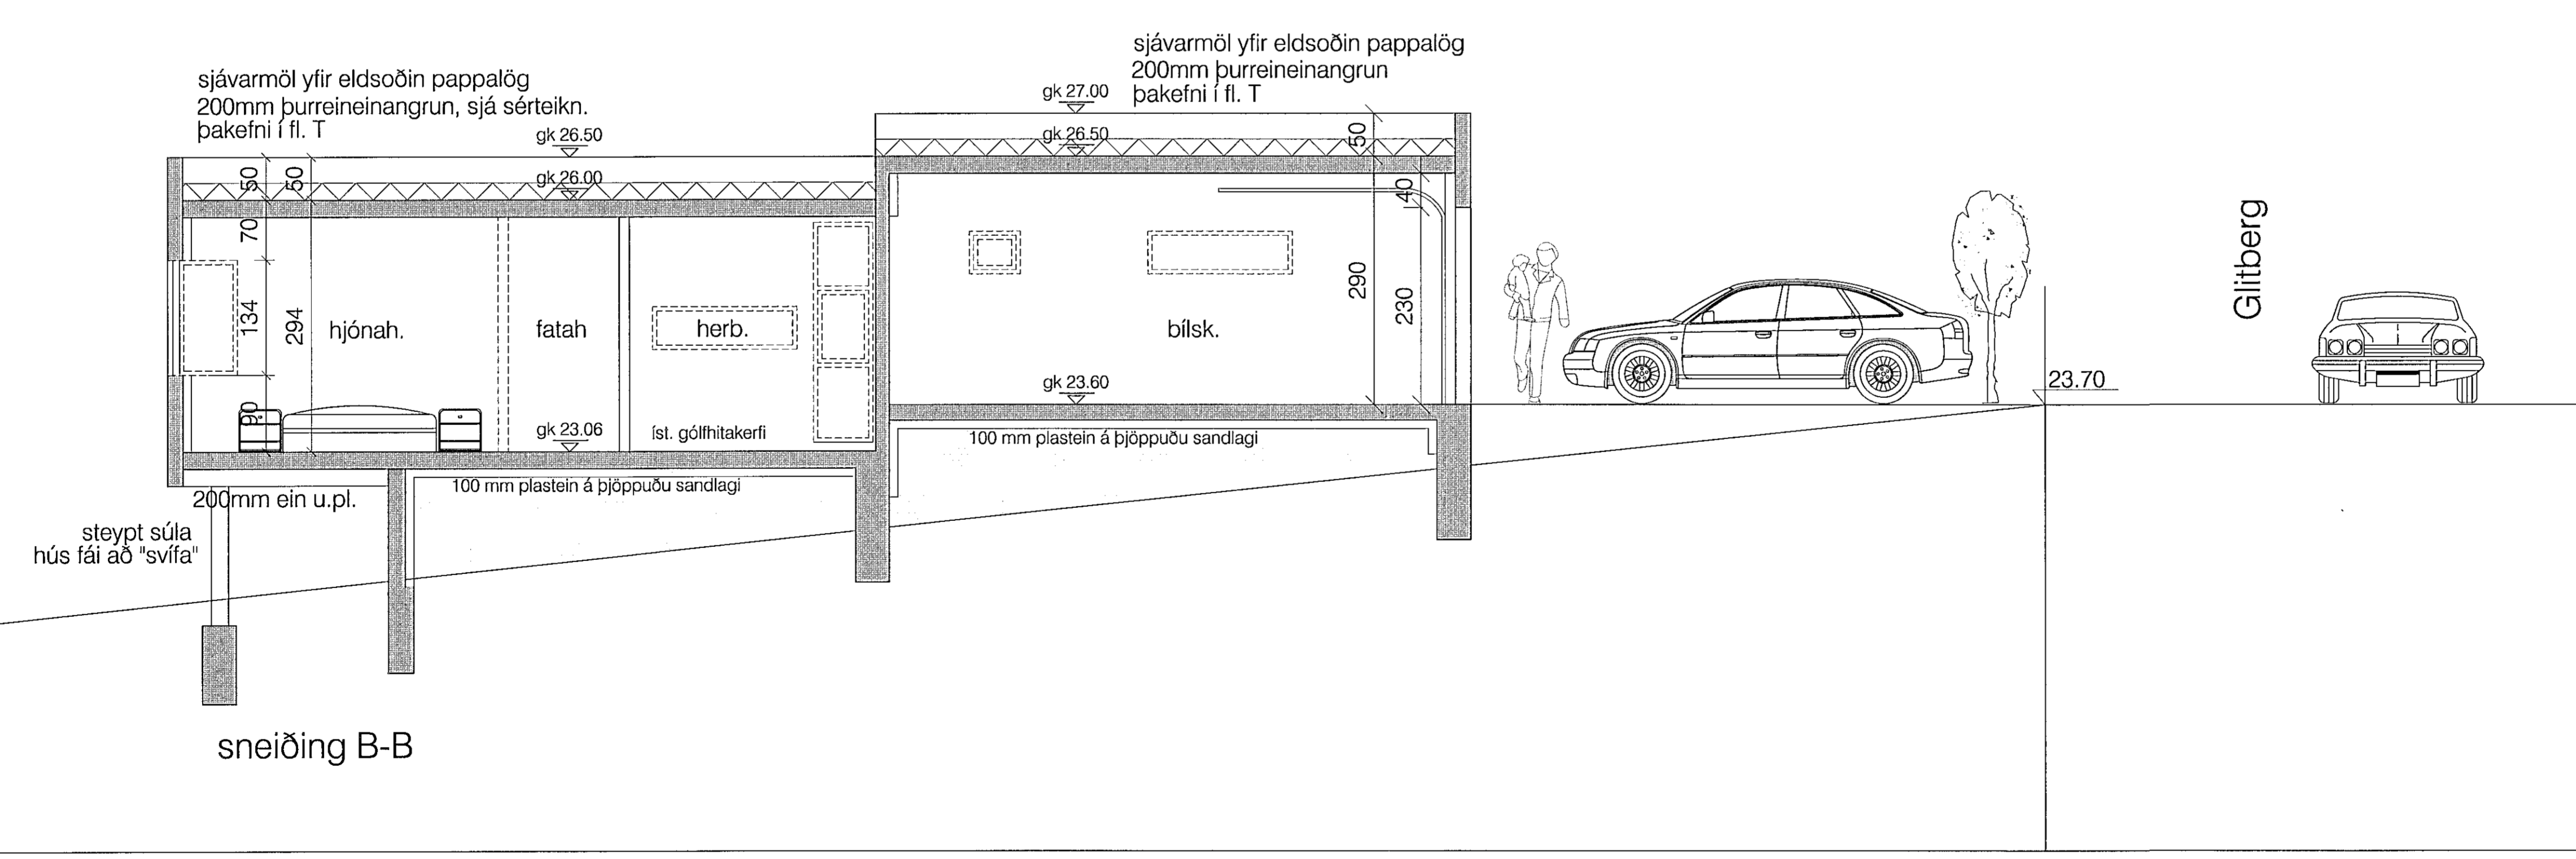 sjávarmöl yfir eldsoðin pappalög
200mm þurreineinangrun, sjá sérteikn.
þakefni í fl. T
sjávarmöl yfir eldsoðin pappalög
200mm þurreineinangrun
þakefni í fl. T
gk 27.00
gk 26.50
gk 26.50
gk 26.00
50
50
50
40
70
134
294
90
290
230
hjónah.
fatah
herb.
bílsk.
Glitberg
gk 23.60
23.70
gk 23.06
íst. gólfhitakerfi
100 mm plastein á þjöppuðu sandlagi
100 mm plastein á þjöppuðu sandlagi
200mm ein u.pl.
steypt súla
hús fái að "svífa"
sneiðing B-B